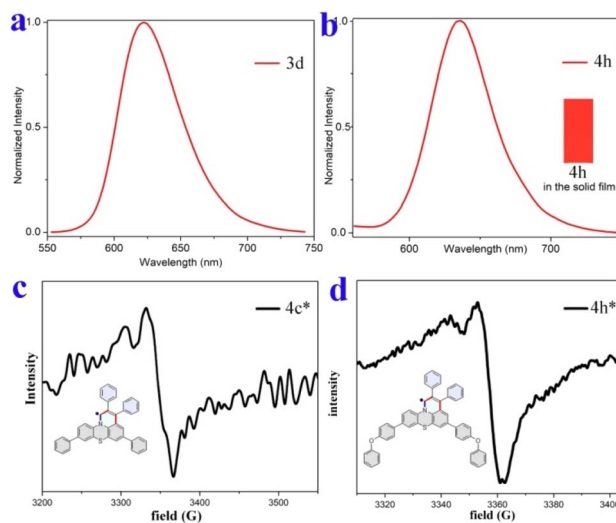 a
1.0
0.5
0.0
Normalized Intensity
3d
550 600 650 700 750
Wavelength (nm)
b
1.0
0.5
0.0
Normalized Intensity
4h
4h
in the solid film
600 700
Wavelength (nm)
c
Intensity
4c*
N
S
3200 3300 3400 3500
field (G)
d
Intensity
4h*
N
S
O
O
3320 3360 3400
field (G)